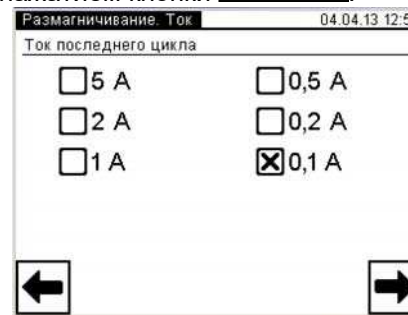 Размагничивание. Ток 04.04.13 12:5
Ток последнего цикла
5 А 0,5 А
2 А 0,2 А
1 А 0,1 А